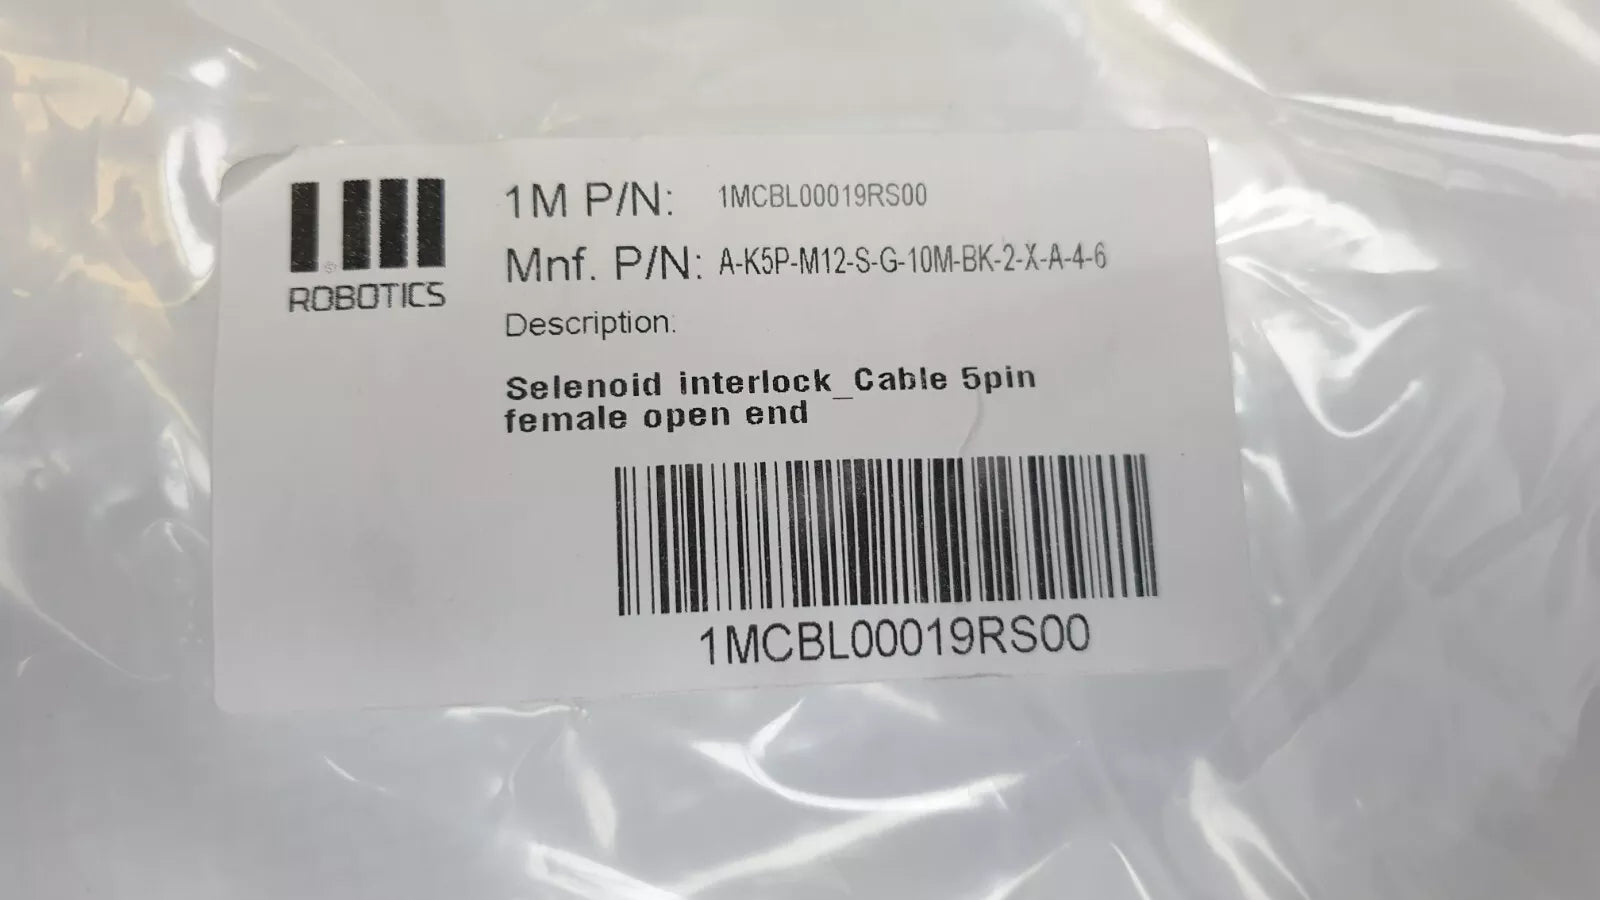 ROBOTICS
1M P/N: 1MCBL00019RS00
Mnf. P/N: A-K5P-M12-S-G-10M-BK-2-X-A-4-6
Description:
Selenoid interlock_Cable 5pin
female open end
1MCBL00019RS00